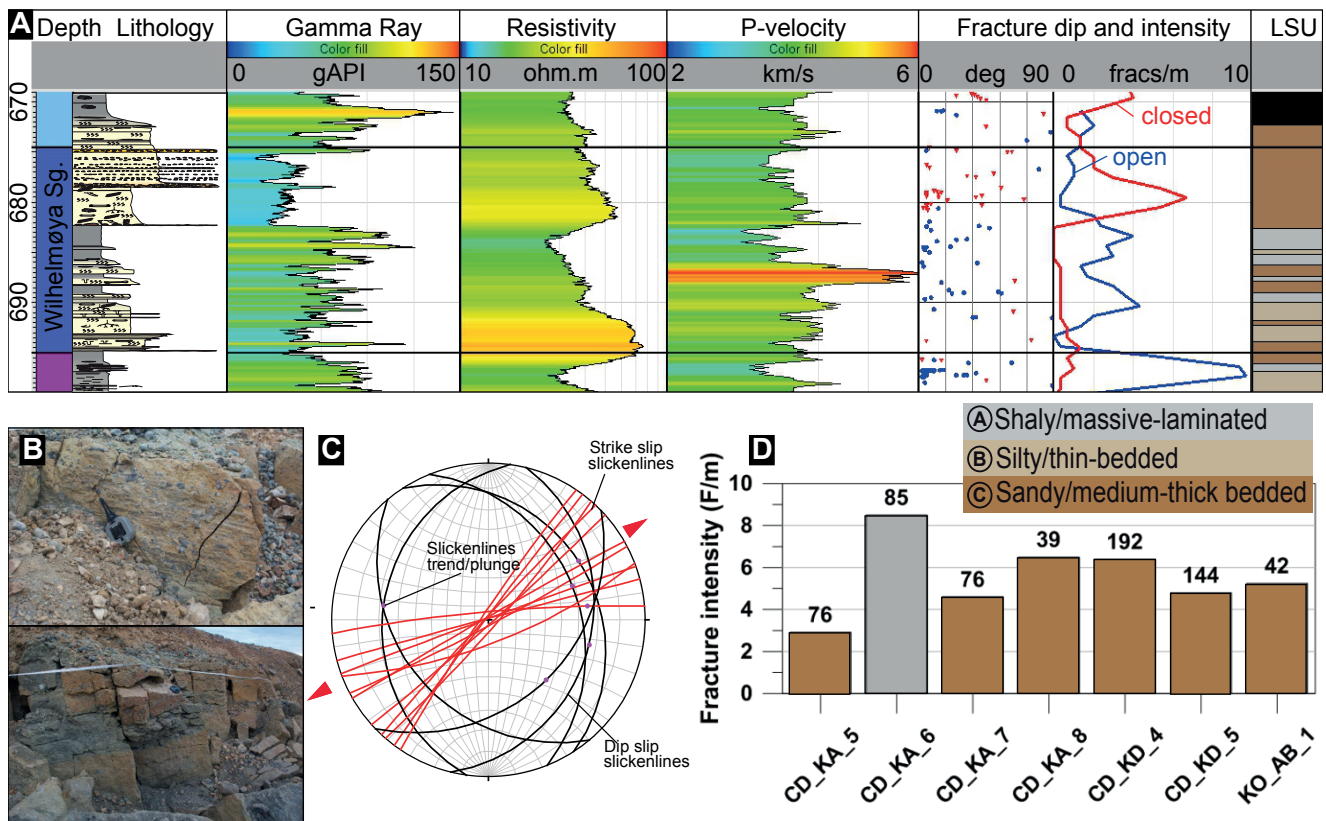 A
Depth Lithology
Gamma Ray
Resistivity
P-velocity
Fracture dip and intensity
LSU
Color fill
Color fill
Color fill
0 gAPI 150
10 ohm.m 100
2 km/s 6
0 deg 90
0 fracs/m 10
670
680
690
Wilhelmøya Sg.
closed
open
B
C
Strike slip
slickenlines
Slickenlines
trend/plunge
Dip slip
slickenlines
D
A Shaly/massive-laminated
B Silty/thin-bedded
C Sandy/medium-thick bedded
Fracture intensity (F/m)
10
8
6
4
2
0
76
85
76
39
192
144
42
CD_KA_5
CD_KA_6
CD_KA_7
CD_KA_8
CD_KD_4
CD_KD_5
KO_AB_1